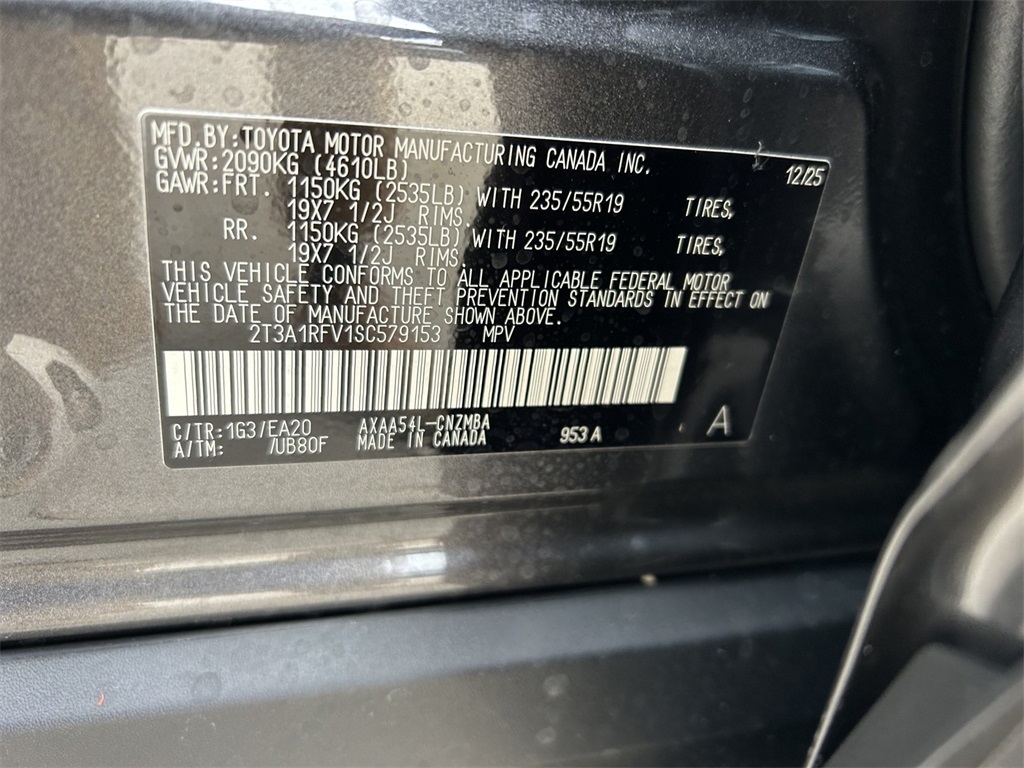 MFD.BY:TOYOTA MOTOR MANUFACTURING CANADA INC.
GVWR:2090KG (4610LB) 12/25
GAWR:FRT. 1150KG (2535LB) WITH 235/55R19 TIRES,
19X7 1/2J RIMS.
RR. 1150KG (2535LB) WITH 235/55R19 TIRES,
19X7 1/2J RIMS
THIS VEHICLE CONFORMS TO ALL APPLICABLE FEDERAL MOTOR
VEHICLE SAFETY AND THEFT PREVENTION STANDARDS IN EFFECT ON
THE DATE OF MANUFACTURE SHOWN ABOVE.
2T3A1RFV1SC579153 MPV
C/TR:1G3/EA20 AXAA54L-CNZMBA
A/TM: /UB80F MADE IN CANADA 953 A A